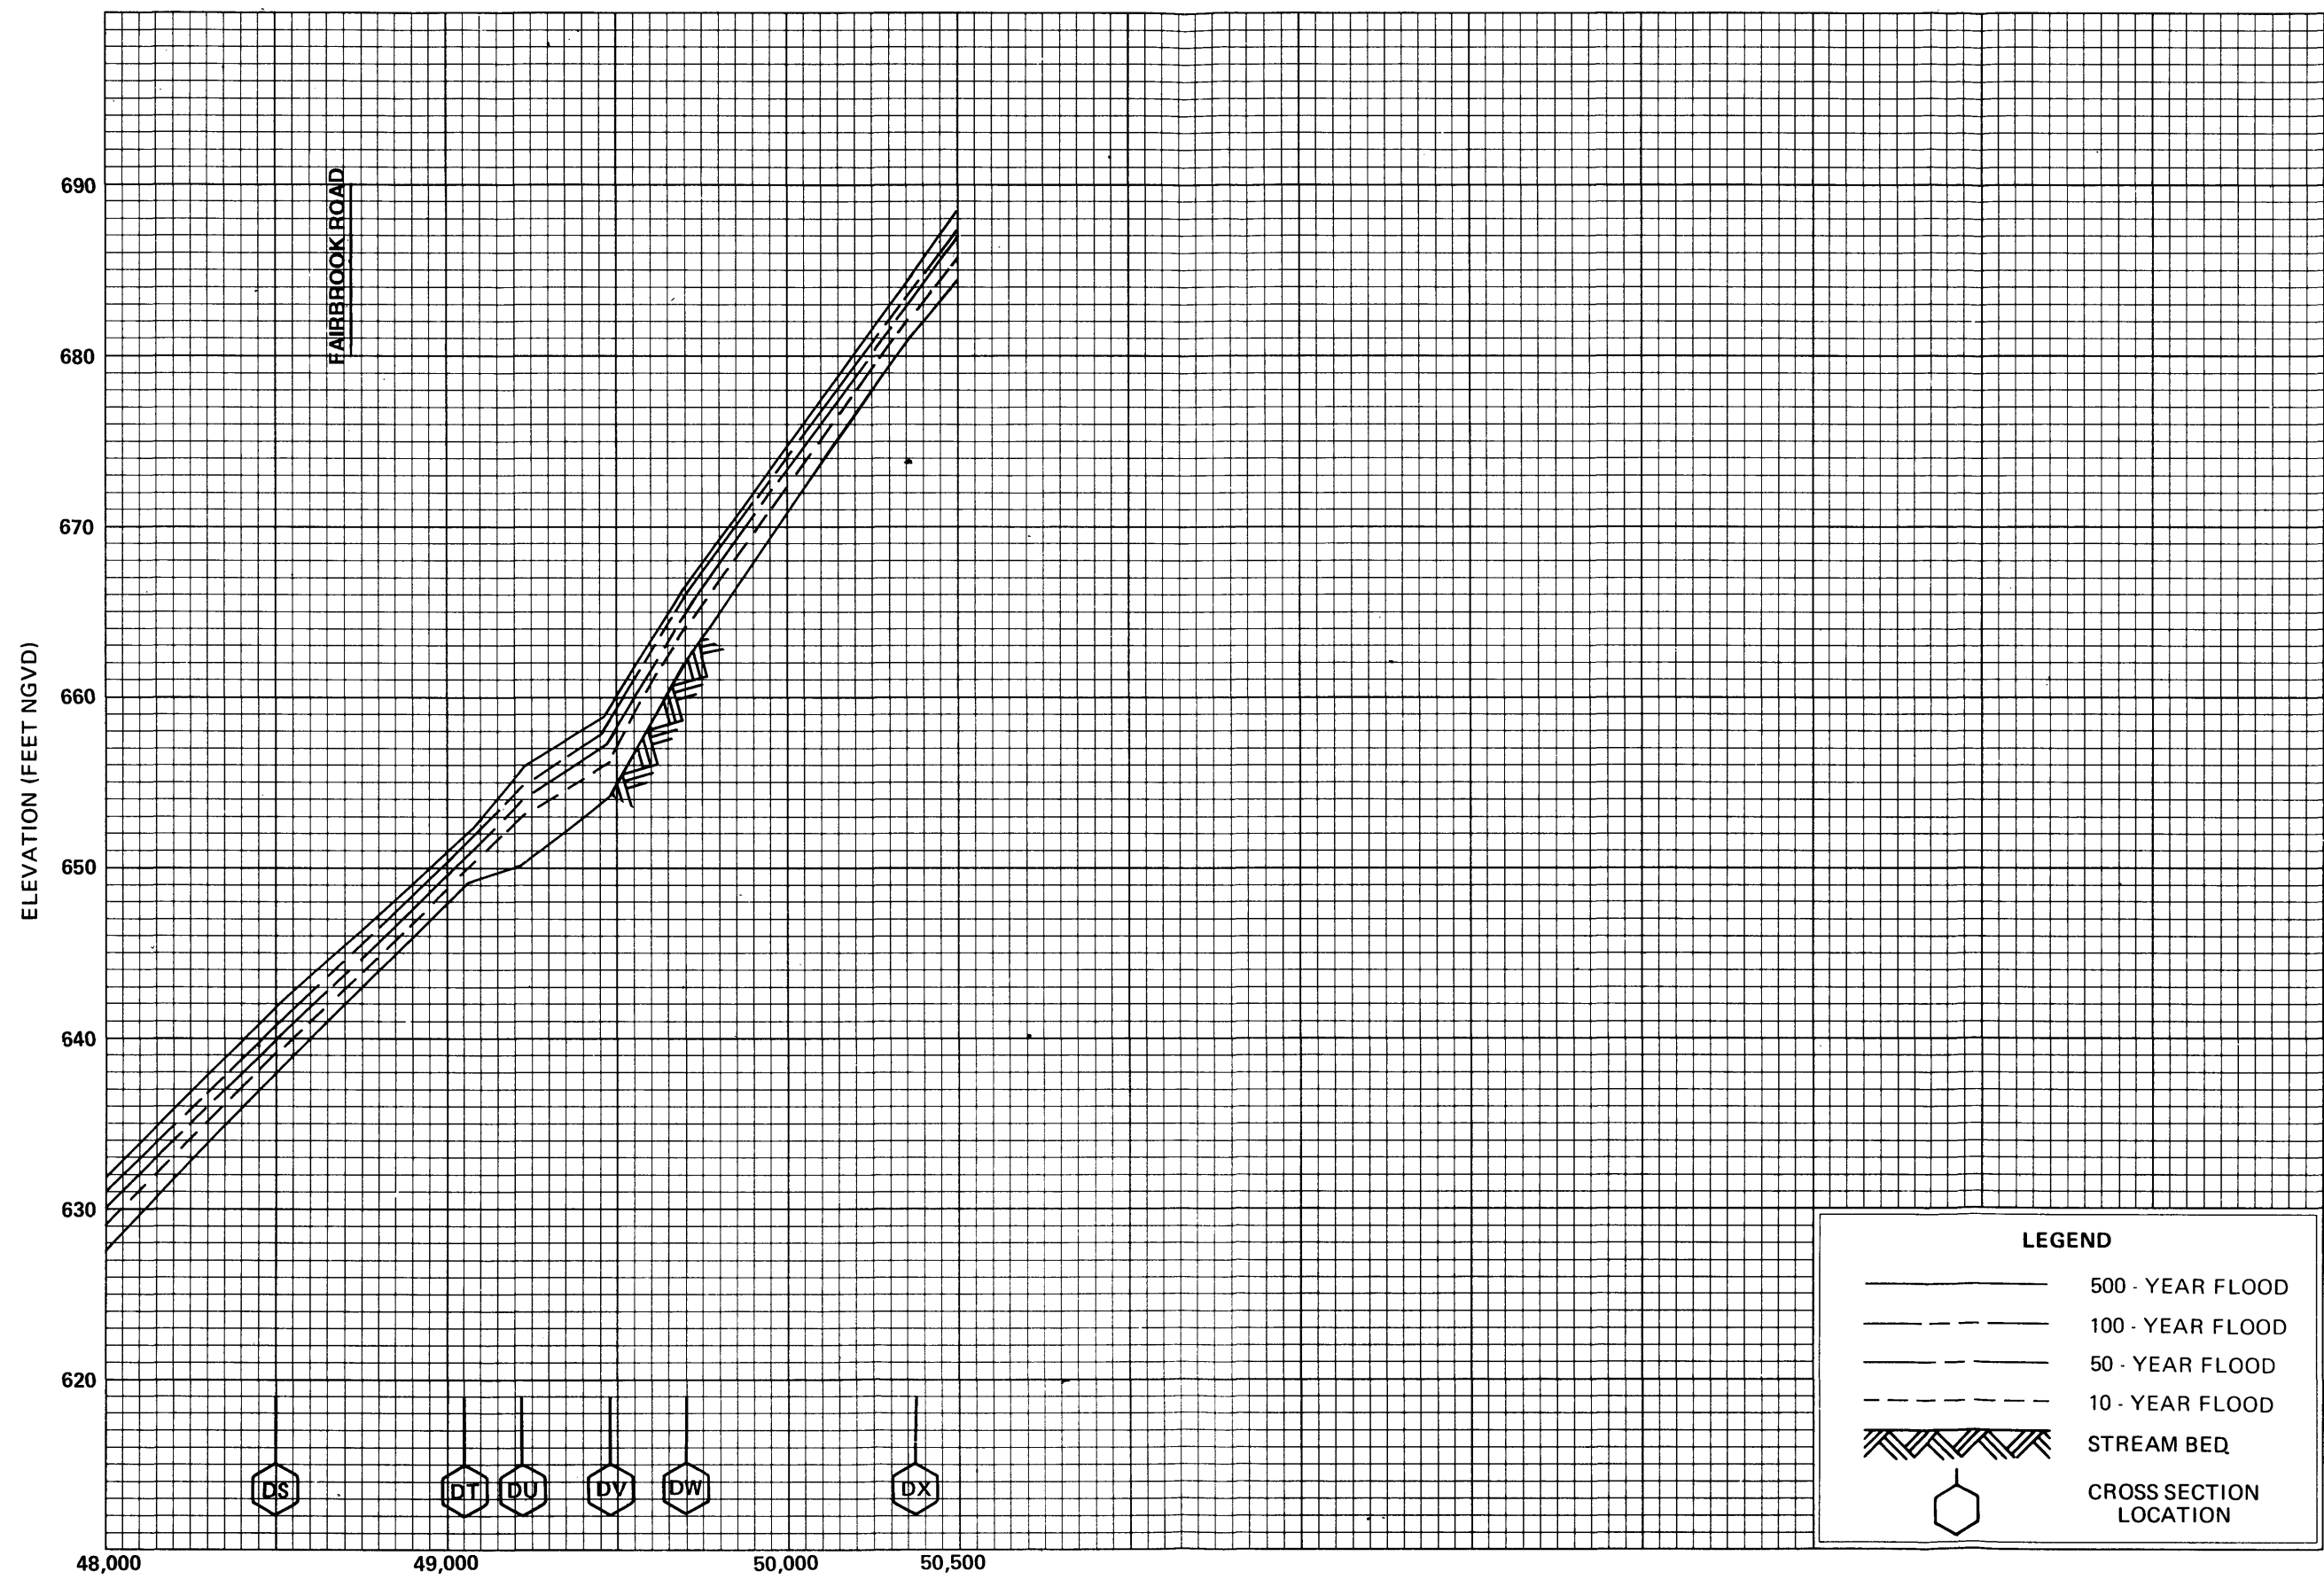 FAIRBROOK ROAD
690
680
670
660
650
640
630
620
ELEVATION (FEET NGVD)
DS
DT
DU
DV
DW
DX
48,000
49,000
50,000
50,500
LEGEND
500 - YEAR FLOOD
100 - YEAR FLOOD
50 - YEAR FLOOD
10 - YEAR FLOOD
STREAM BED
CROSS SECTION
LOCATION